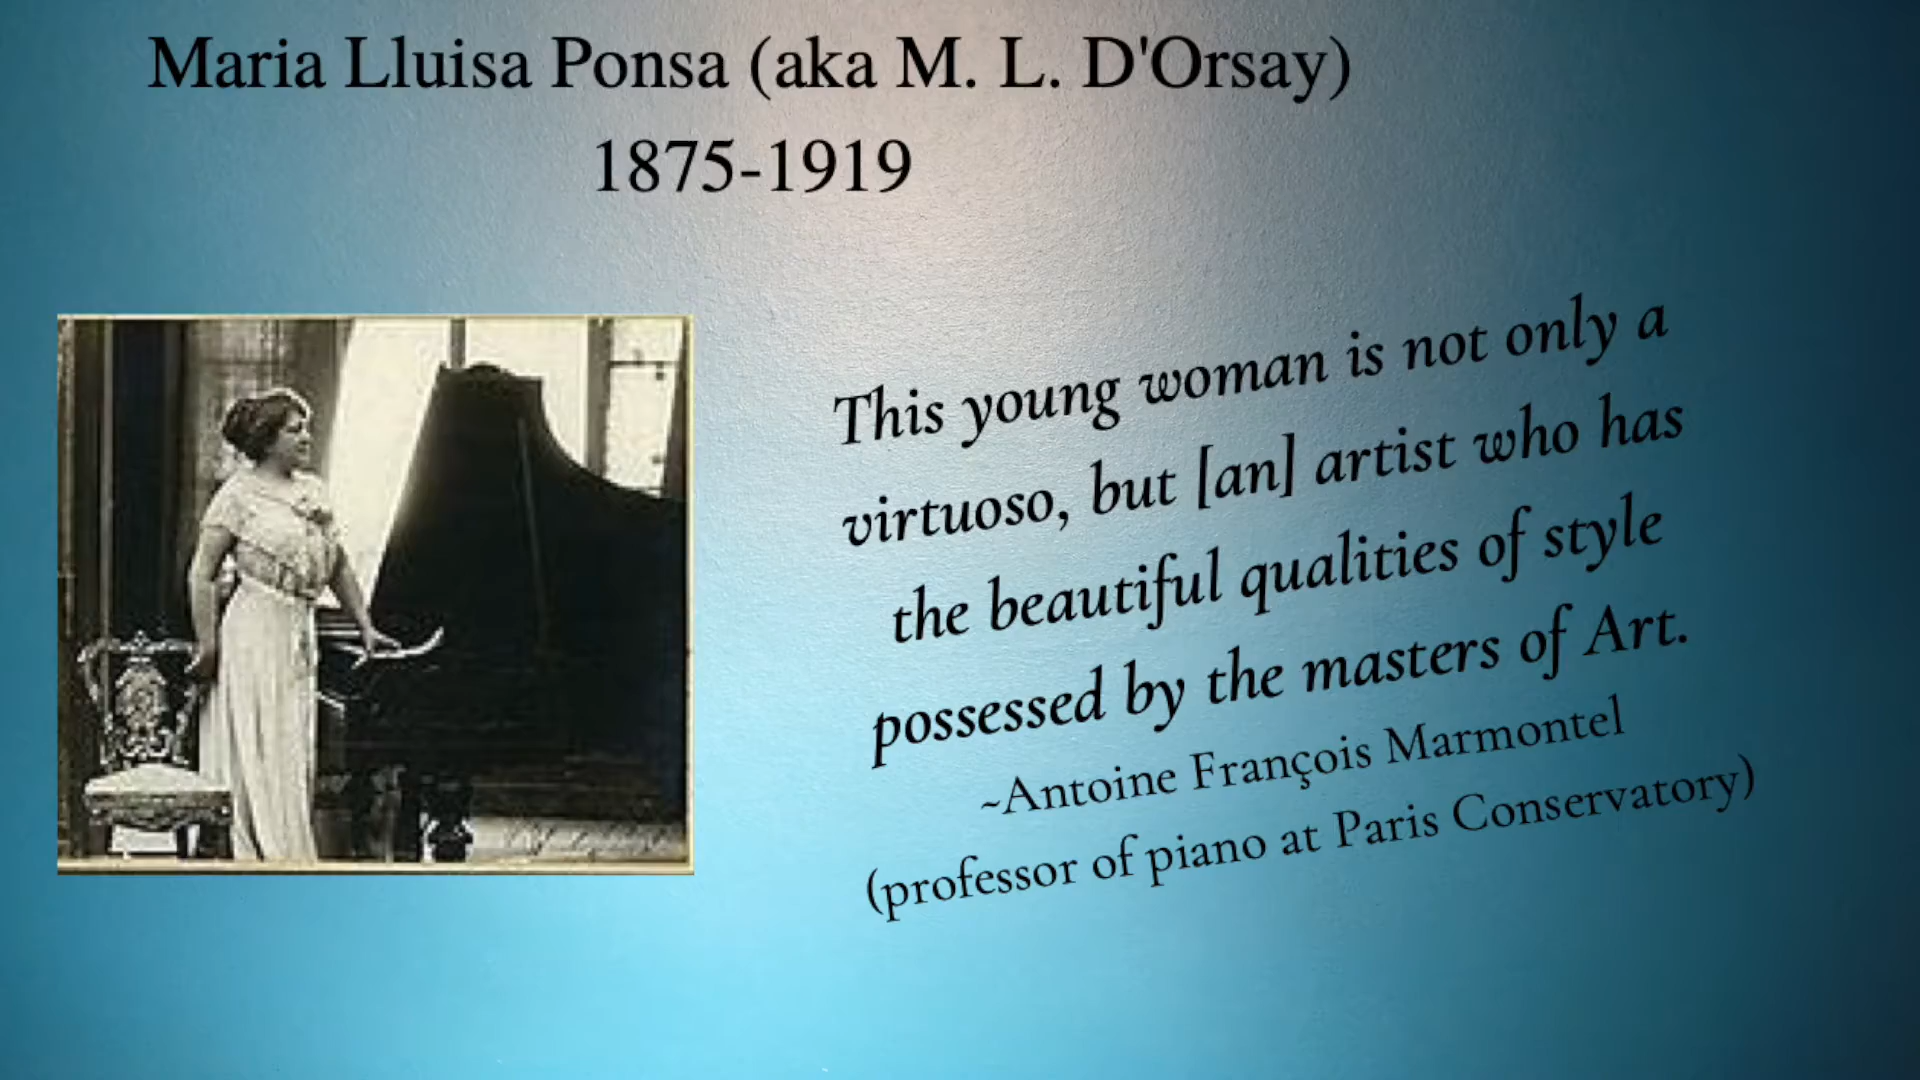 Maria Lluisa Ponsa (aka M. L. D'Orsay)
1875-1919
This young woman is not only a
virtuoso, but [an] artist who has
the beautiful qualities of style
possessed by the masters of Art.
~Antoine François Marmontel
(professor of piano at Paris Conservatory)